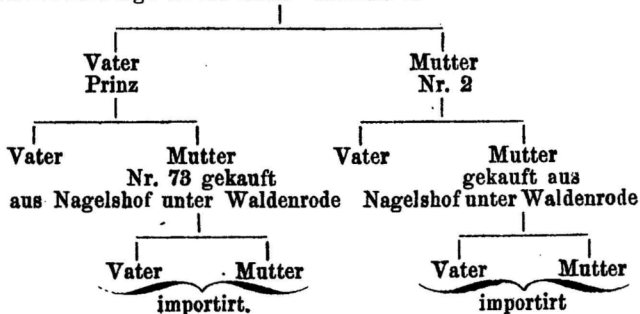 Vater Mutter
Prinz Nr. 2
Vater Mutter Vater Mutter
Nr. 73 gekauft gekauft aus
aus Nagelshof unter Waldenrode Nagelshof unter Waldenrode
Vater Mutter Vater Mutter
importirt. importirt